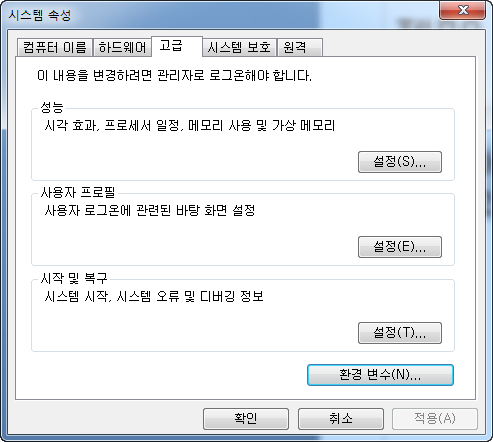 시스템 속성
컴퓨터 이름 하드웨어 고급 시스템 보호 원격
이 내용을 변경하려면 관리자로 로그온해야 합니다.
성능
시각 효과, 프로세서 일정, 메모리 사용 및 가상 메모리
설정(S)...
사용자 프필
사용자 로그온에 관련된 바탕 화면 설정
설정(E)...
시작 및 복구
시스템 시작, 시스템 오류 및 디버깅 정보
설정(T)...
환경 변수(N)...
확인 취소 적용(A)